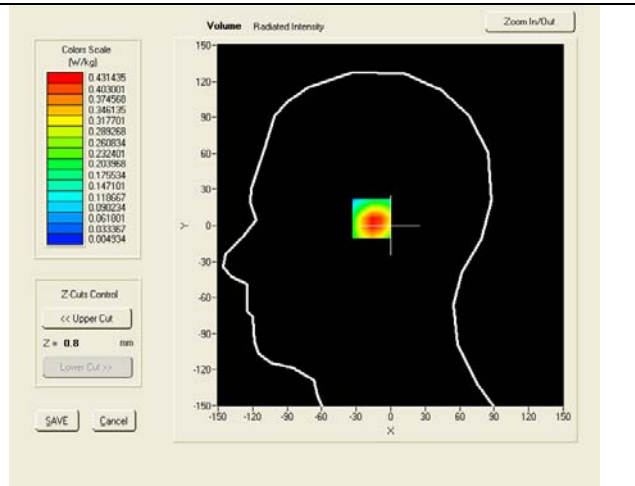 Volume Radiated Intensity
Zoom In/Out
Colors Scale
(W/kg)
0.431435
0.403001
0.374568
0.346135
0.317701
0.289268
0.260834
0.232401
0.203968
0.175534
0.147101
0.118667
0.090234
0.061801
0.033367
0.004934
Z-Cuts Control
<< Upper Cut
Z = 0.8 mm
Lower Cut >>
SAVE Cancel
150-
120-
90-
60-
30-
0-
-30-
-60-
-90-
-120-
-150-
Y
-150 -120 -90 -60 -30 0 30 60 90 120 150
X